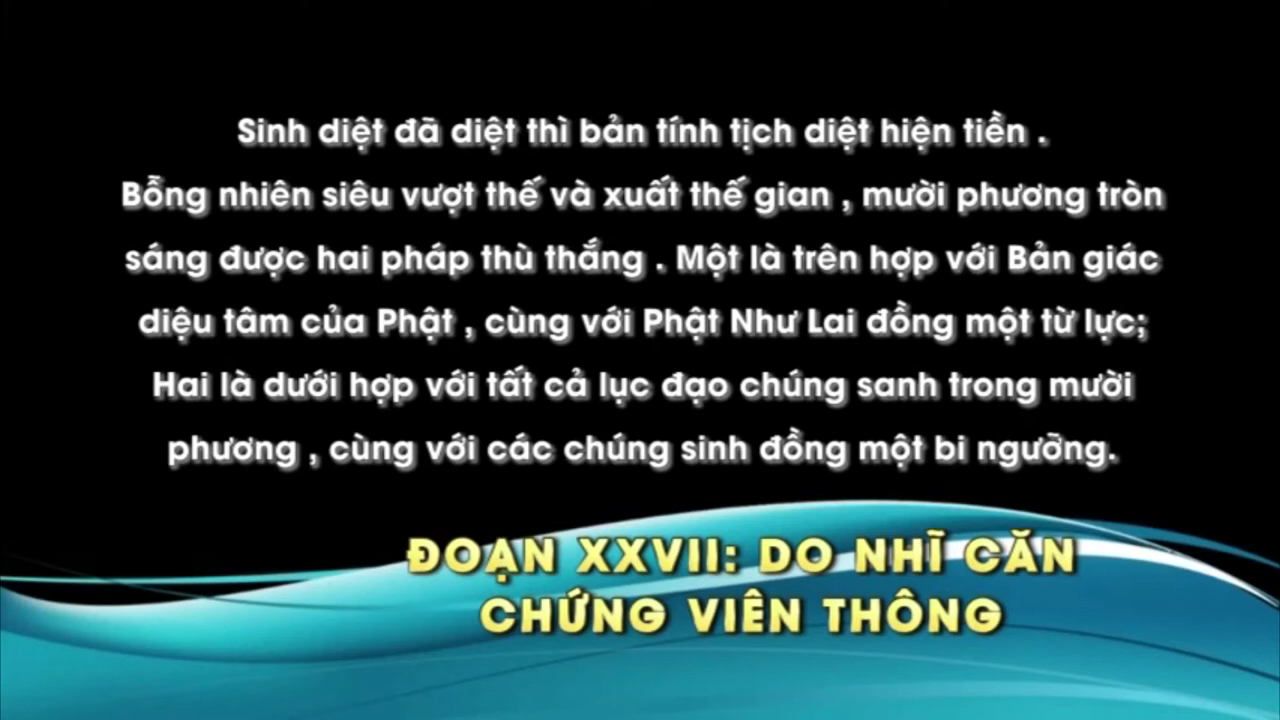 Sinh diệt đã diệt thì bản tính tịch diệt hiện tiền .
Bỗng nhiên siêu vượt thế và xuất thế gian , mười phương tròn
sáng được hai pháp thù thắng . Một là trên hợp với Bản giác
diệu tâm của Phật , cùng với Phật Như Lai đồng một từ lực;
Hai là dưới hợp với tất cả lục đạo chúng sanh trong mười
phương , cùng với các chúng sinh đồng một bi ngưỡng.
ĐOẠN XXVII: DO NHĨ CĂN
CHỨNG VIÊN THÔNG